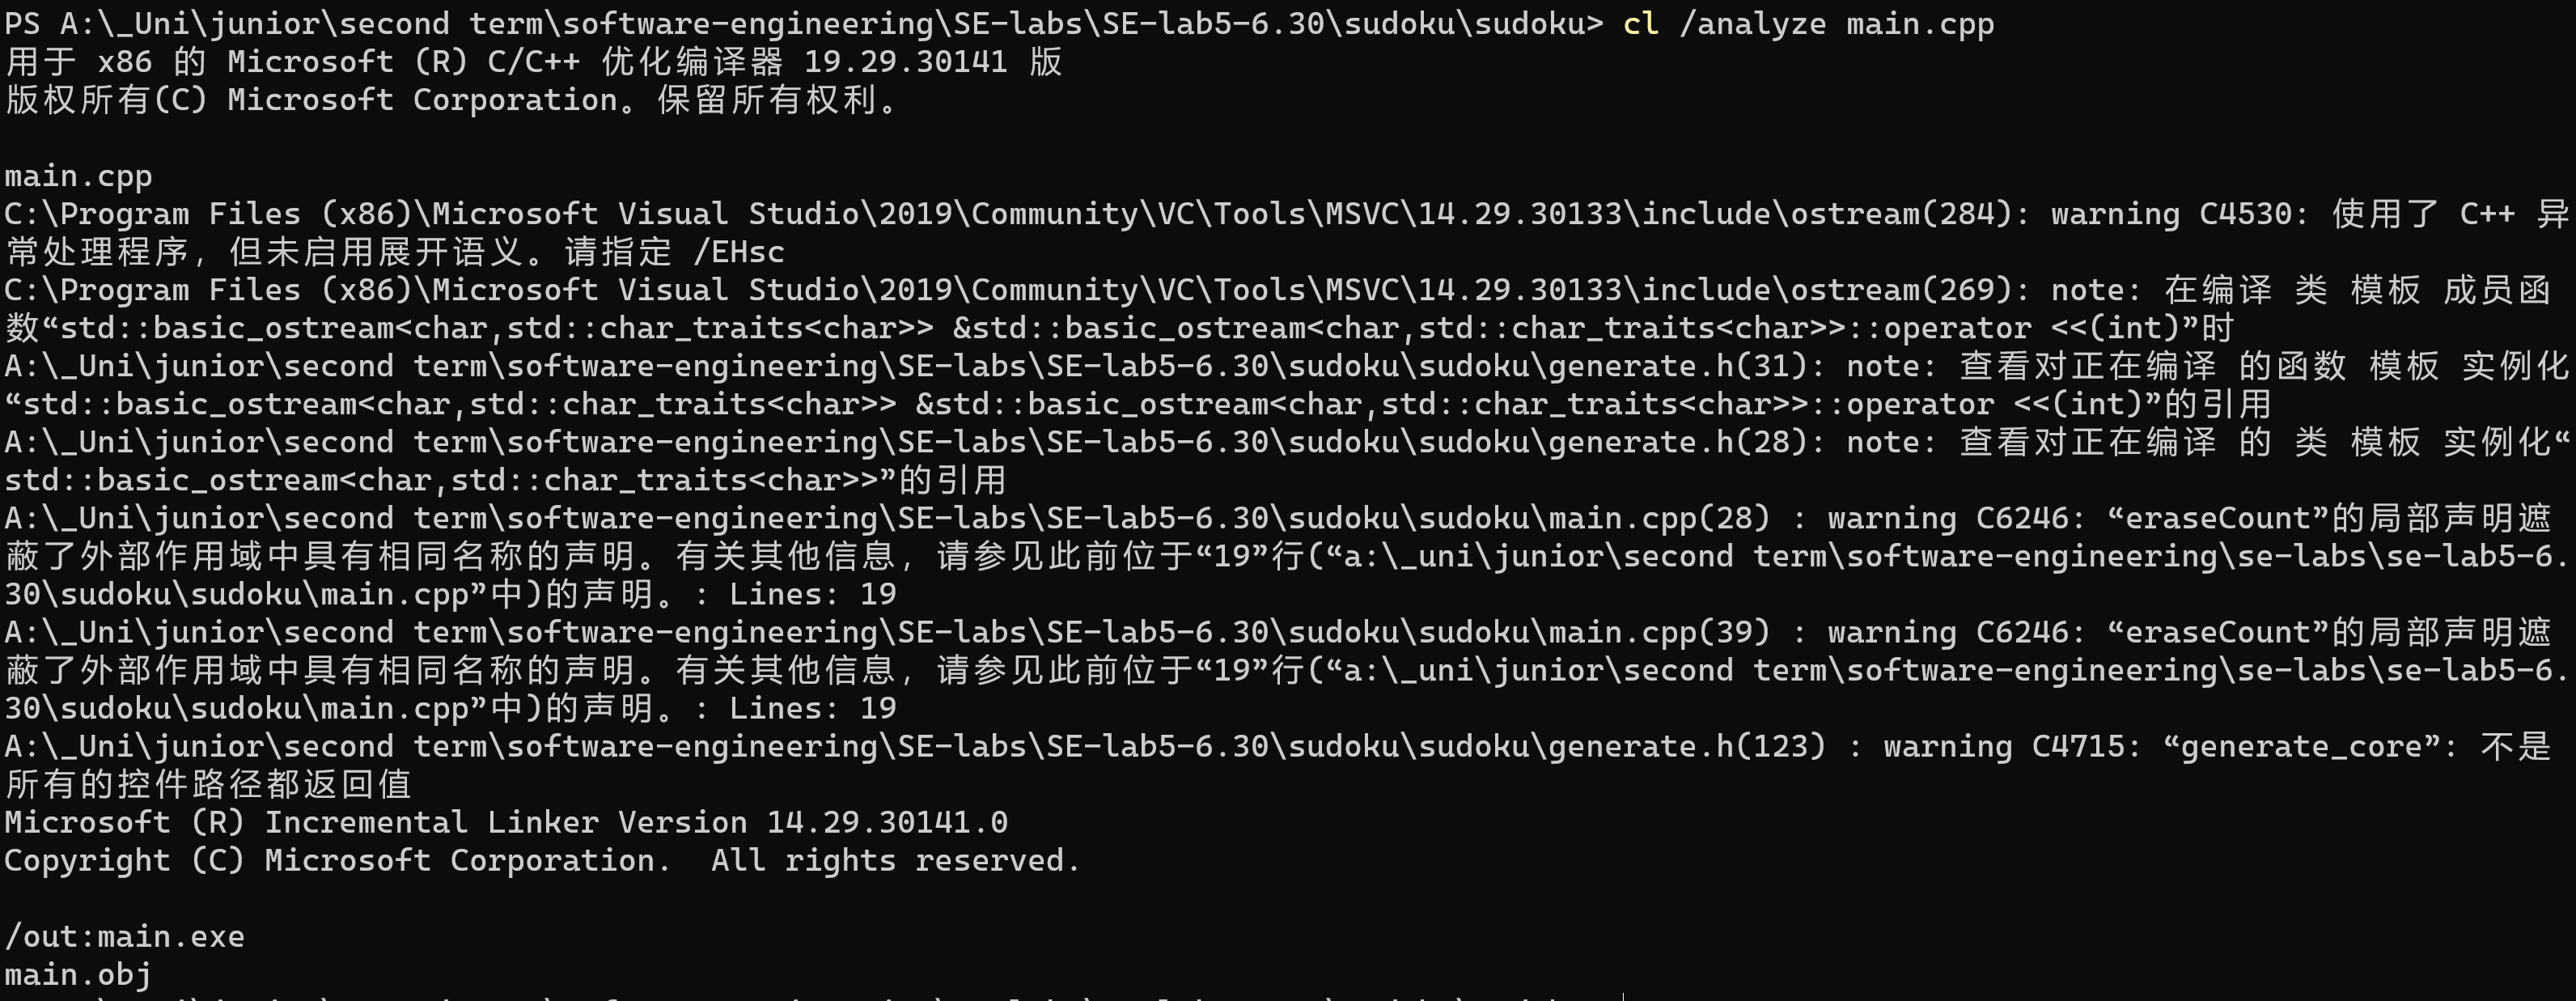 PS A:\_Uni\junior\second term\software-engineering\SE-labs\SE-lab5-6.30\sudoku\sudoku> cl /analyze main.cpp
用于 x86 的 Microsoft (R) C/C++ 优化编译器 19.29.30141 版
版权所有(C) Microsoft Corporation。保留所有权利。
main.cpp
C:\Program Files (x86)\Microsoft Visual Studio\2019\Community\VC\Tools\MSVC\14.29.30133\include\ostream(284): warning C4530: 使用了 C++ 异
常处理程序，但未启用展开语义。请指定 /EHsc
C:\Program Files (x86)\Microsoft Visual Studio\2019\Community\VC\Tools\MSVC\14.29.30133\include\ostream(269): note: 在编译 类 模板 成员函
数“std::basic_ostream<char,std::char_traits<char>> &std::basic_ostream<char,std::char_traits<char>>::operator <<(int)”时
A:\_Uni\junior\second term\software-engineering\SE-labs\SE-lab5-6.30\sudoku\sudoku\generate.h(31): note: 查看对正在编译 的函数 模板 实例化
“std::basic_ostream<char,std::char_traits<char>> &std::basic_ostream<char,std::char_traits<char>>::operator <<(int)”的引用
A:\_Uni\junior\second term\software-engineering\SE-labs\SE-lab5-6.30\sudoku\sudoku\generate.h(28): note: 查看对正在编译 的 类 模板 实例化“
std::basic_ostream<char,std::char_traits<char>>”的引用
A:\_Uni\junior\second term\software-engineering\SE-labs\SE-lab5-6.30\sudoku\sudoku\main.cpp(28) : warning C6246: “eraseCount”的局部声明遮
蔽了外部作用域中具有相同名称的声明。有关其他信息，请参见此前位于“19”行(“a:\_uni\junior\second term\software-engineering\se-labs\se-lab5-6.
30\sudoku\sudoku\main.cpp”中)的声明。: Lines: 19
A:\_Uni\junior\second term\software-engineering\SE-labs\SE-lab5-6.30\sudoku\sudoku\main.cpp(39) : warning C6246: “eraseCount”的局部声明遮
蔽了外部作用域中具有相同名称的声明。有关其他信息，请参见此前位于“19”行(“a:\_uni\junior\second term\software-engineering\se-labs\se-lab5-6.
30\sudoku\sudoku\main.cpp”中)的声明。: Lines: 19
A:\_Uni\junior\second term\software-engineering\SE-labs\SE-lab5-6.30\sudoku\sudoku\generate.h(123) : warning C4715: “generate_core”: 不是
所有的控件路径都返回值
Microsoft (R) Incremental Linker Version 14.29.30141.0
Copyright (C) Microsoft Corporation.  All rights reserved.
/out:main.exe
main.obj